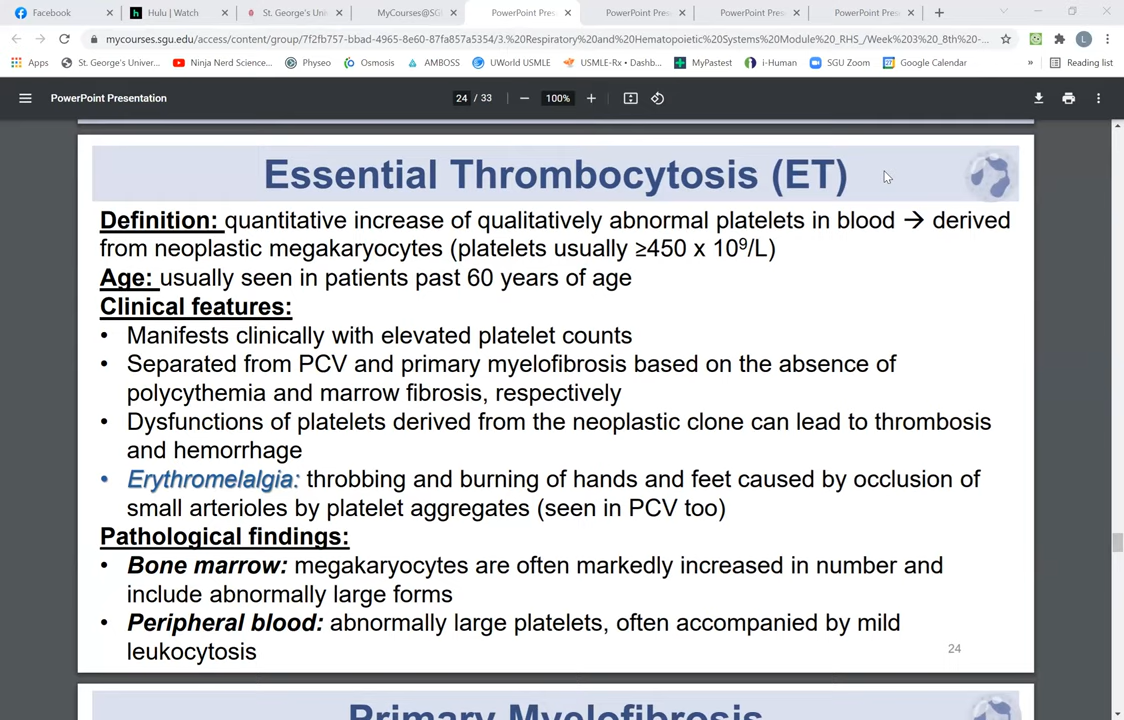 Facebook
Hulu | Watch
St. George's Uni
MyCourses@SG
PowerPoint Pres
PowerPoint Pres
PowerPoint Pres
PowerPoint Pres
mycourses.sgu.edu/access/content/group/7f2fb757-bbad-4965-8e60-87fa857a5354/3.%20Respiratory%20and%20Hematopoietic%20Systems%20Module%20_RHS_/Week%203%20_8th%20-...
Apps
St. George's Univer...
Ninja Nerd Science...
Physeo
Osmosis
AMBOSS
UWorld USMLE
USMLE-Rx • Dashb...
MyPastest
i-Human
SGU Zoom
Google Calendar
»
Reading list
PowerPoint Presentation
24 / 33
100%
Essential Thrombocytosis (ET)
Definition: quantitative increase of qualitatively abnormal platelets in blood → derived
from neoplastic megakaryocytes (platelets usually ≥450 x 10⁹/L)
Age: usually seen in patients past 60 years of age
Clinical features:
• Manifests clinically with elevated platelet counts
• Separated from PCV and primary myelofibrosis based on the absence of
polycythemia and marrow fibrosis, respectively
• Dysfunctions of platelets derived from the neoplastic clone can lead to thrombosis
and hemorrhage
• Erythromelalgia: throbbing and burning of hands and feet caused by occlusion of
small arterioles by platelet aggregates (seen in PCV too)
Pathological findings:
• Bone marrow: megakaryocytes are often markedly increased in number and
include abnormally large forms
• Peripheral blood: abnormally large platelets, often accompanied by mild
leukocytosis
24
Primary Myelofibrosis